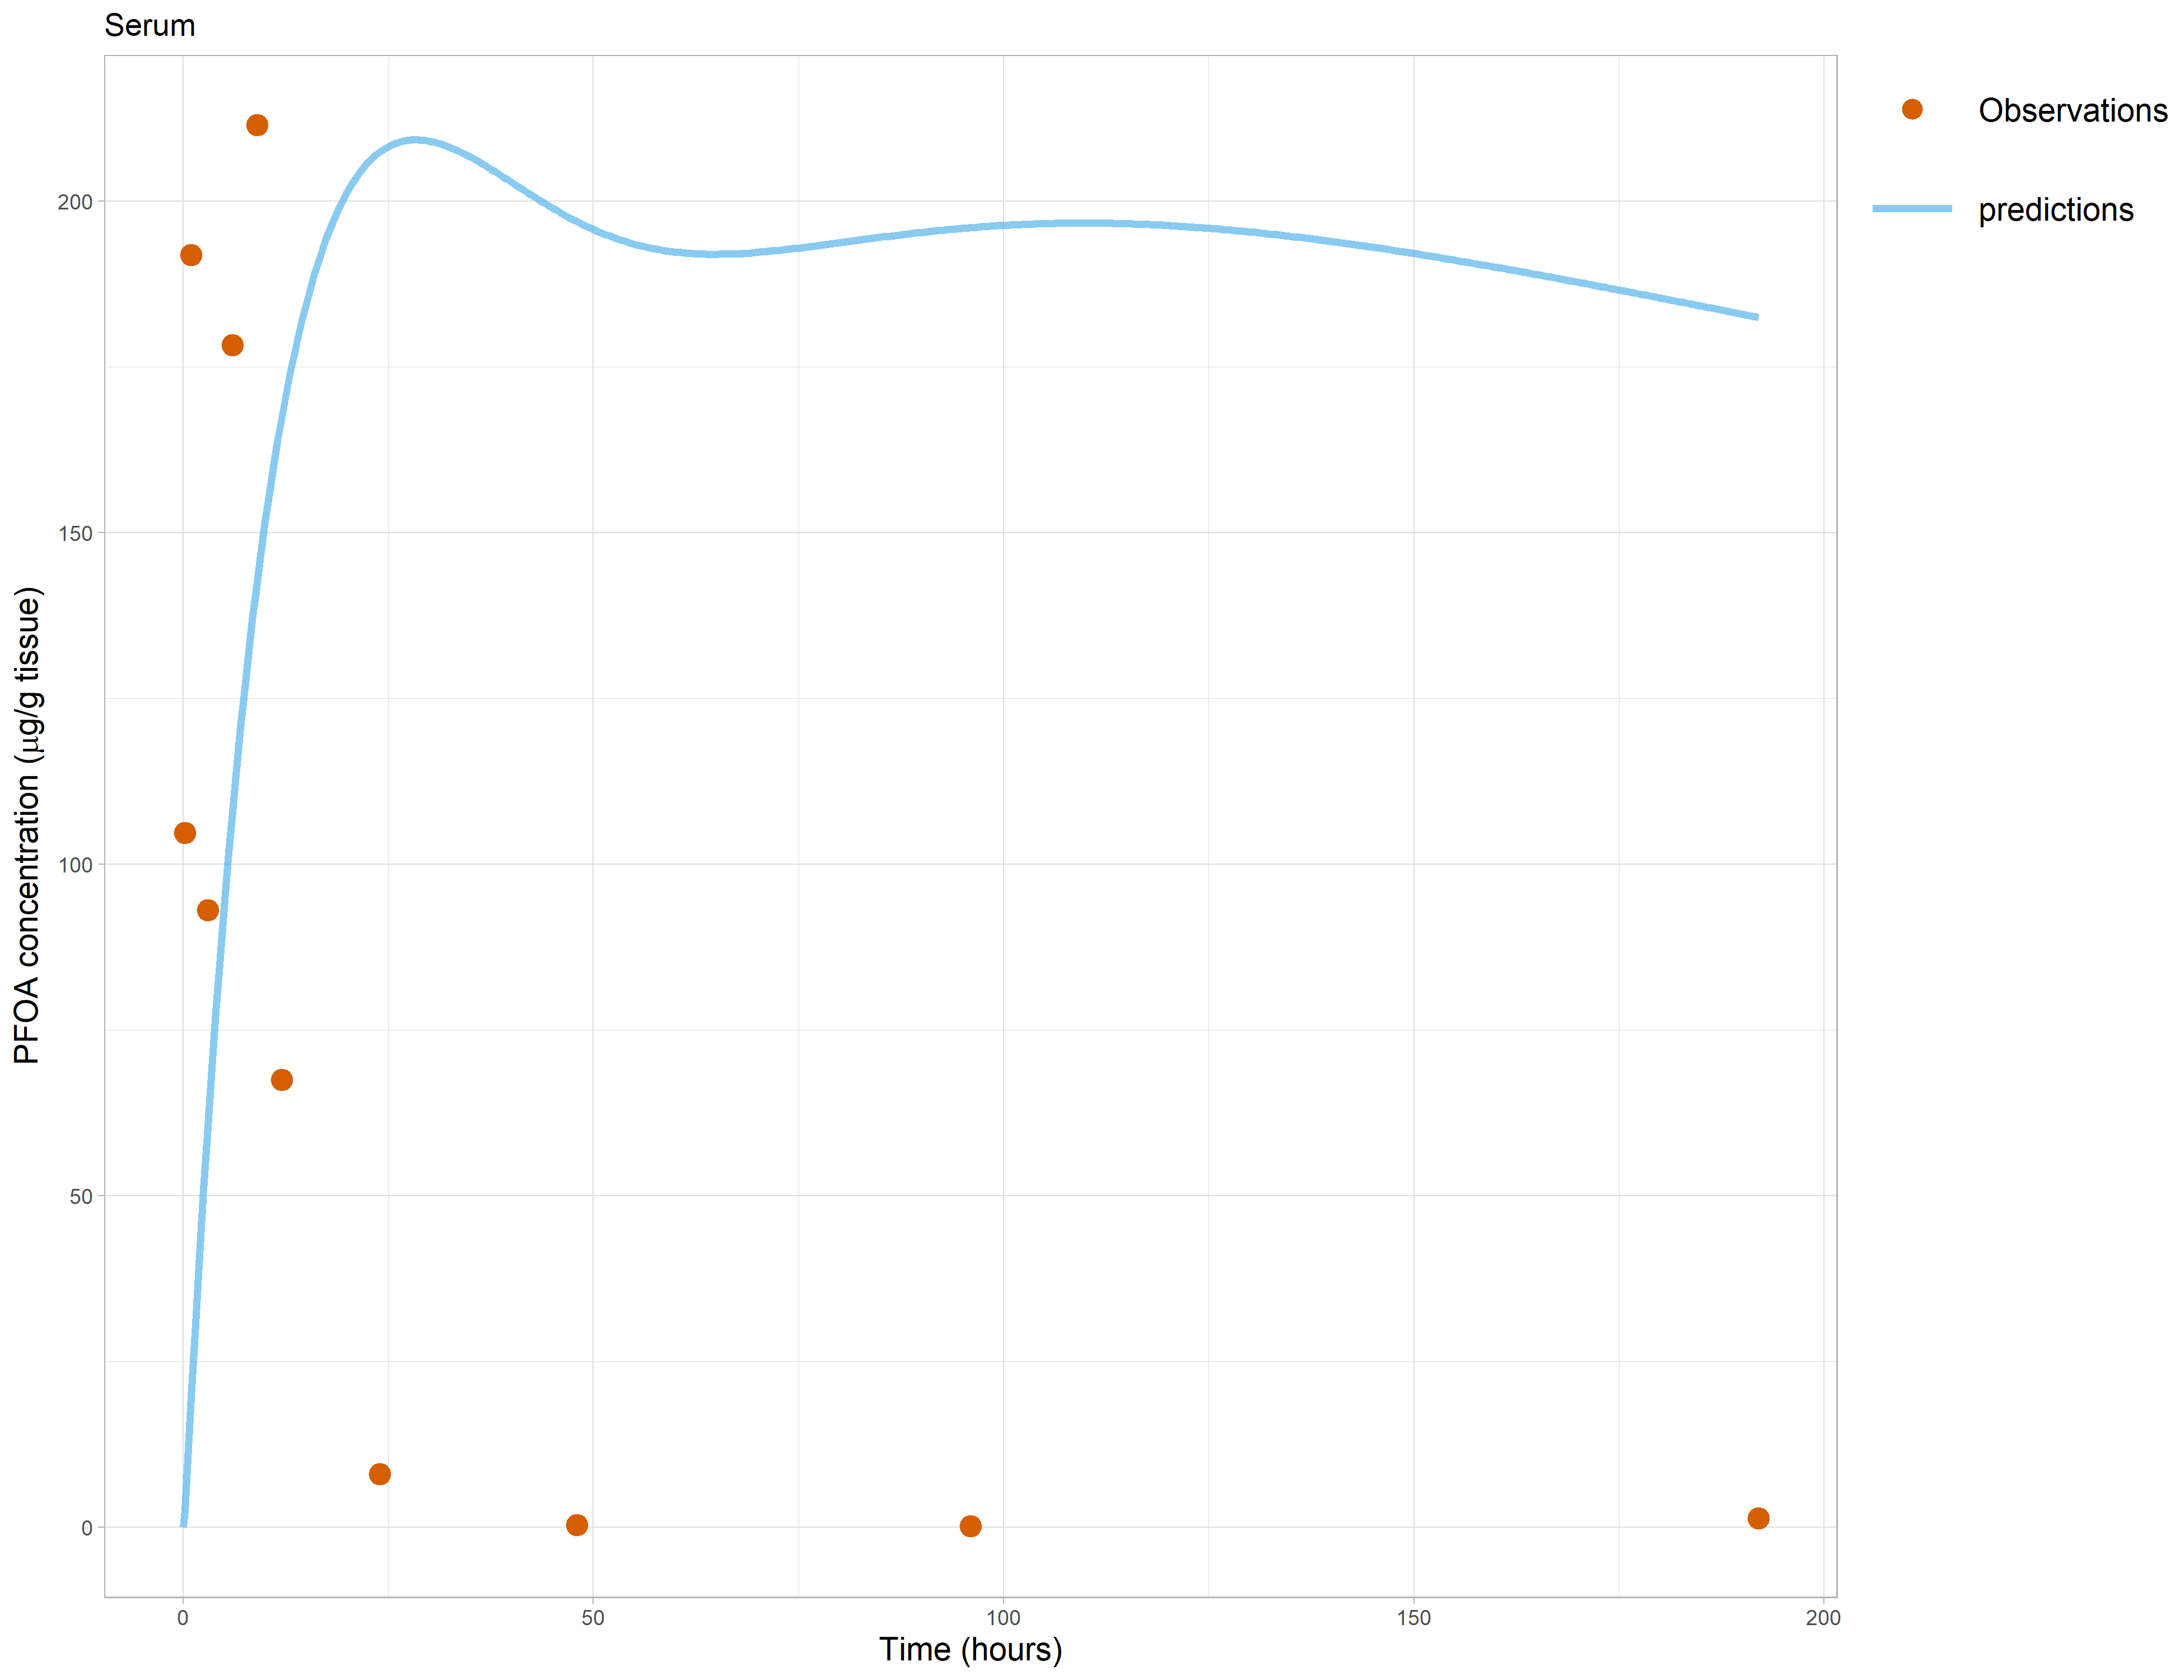 Serum
Observations
predictions
PFOA concentration (μg/g tissue)
200
150
100
50
0
0 50 100 150 200
Time (hours)